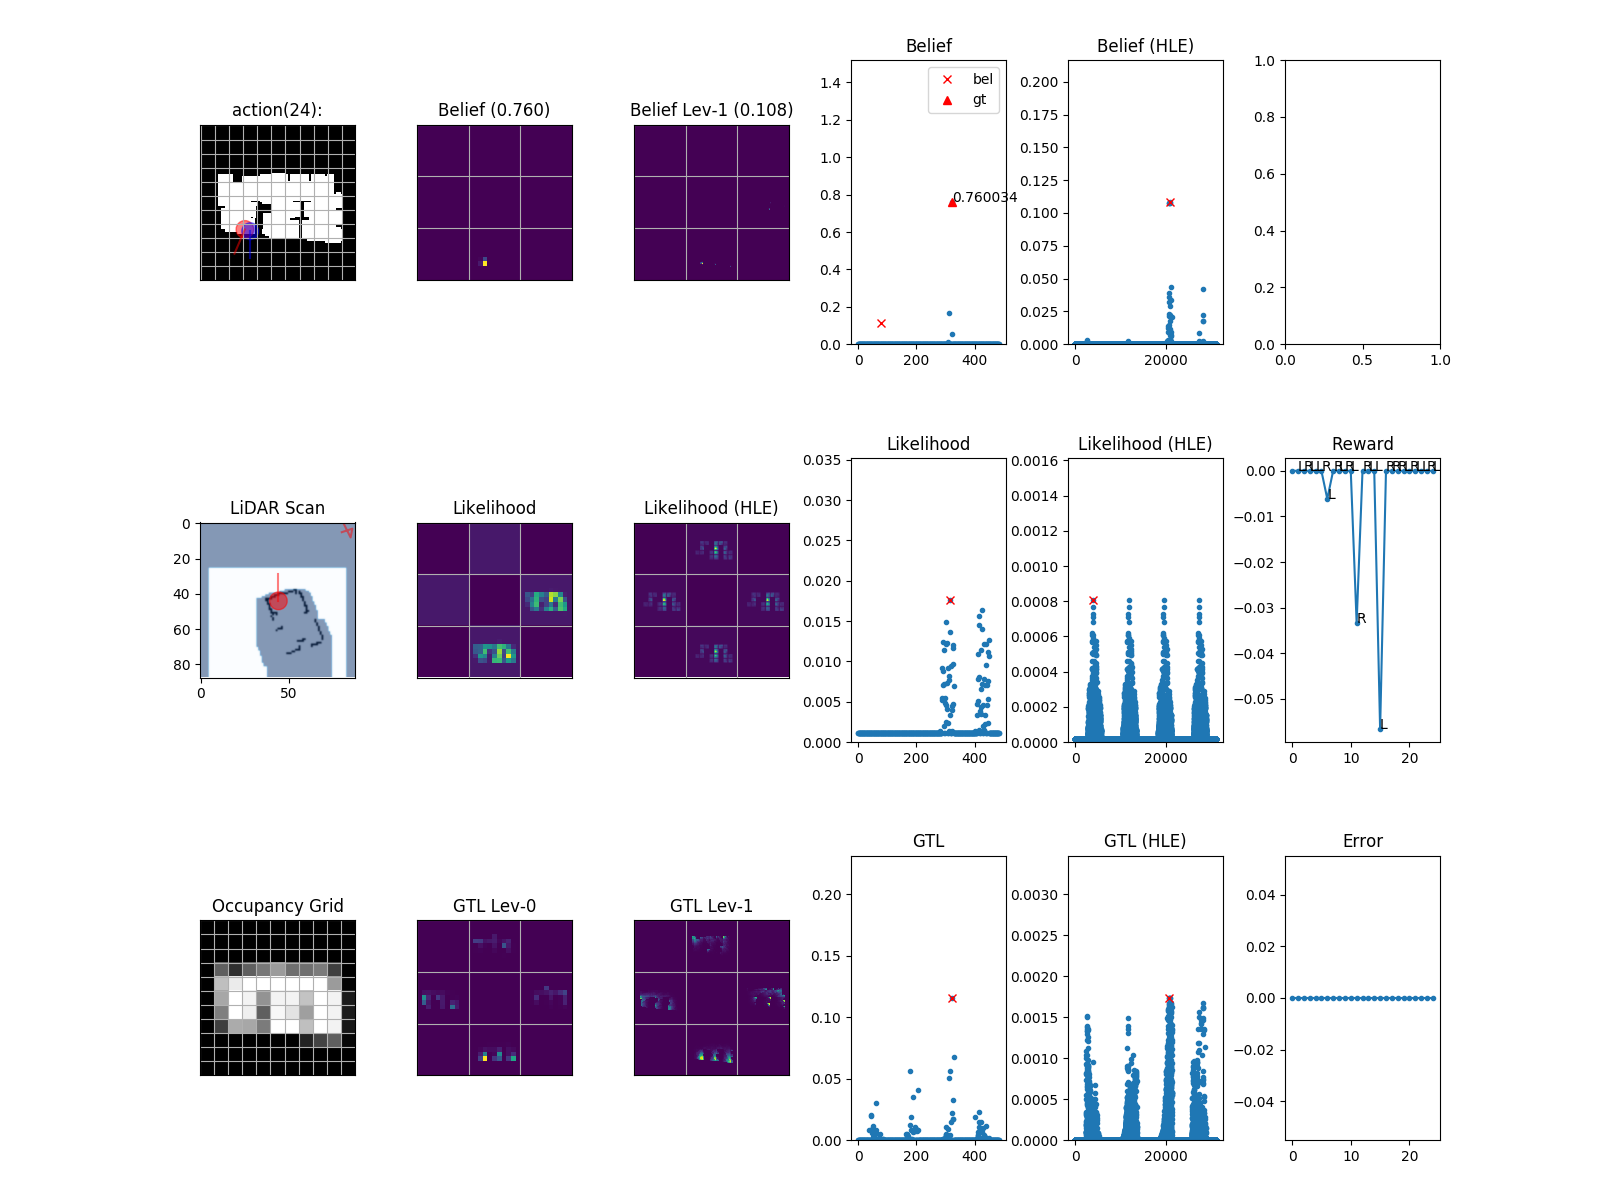 Belief
Belief (HLE)
action(24):
Belief (0.760)
Belief Lev-1 (0.108)
bel
gt
0.760034
1.4
1.2
1.0
0.8
0.6
0.4
0.2
0.0
0 200 400
0.200
0.175
0.150
0.125
0.100
0.075
0.050
0.025
0.000
0 20000
1.0
0.8
0.6
0.4
0.2
0.0
0.0 0.5 1.0
LiDAR Scan
0
20
40
60
80
0 50
Likelihood
Likelihood (HLE)
Likelihood
0.035
0.030
0.025
0.020
0.015
0.010
0.005
0.000
0 200 400
Likelihood (HLE)
0.0016
0.0014
0.0012
0.0010
0.0008
0.0006
0.0004
0.0002
0.0000
0 20000
Reward
0.00
−0.01
−0.02
−0.03
−0.04
−0.05
L
R
L
0 10 20
Occupancy Grid
GTL Lev-0
GTL Lev-1
GTL
0.20
0.15
0.10
0.05
0.00
0 200 400
GTL (HLE)
0.0030
0.0025
0.0020
0.0015
0.0010
0.0005
0.0000
0 20000
Error
0.04
0.02
0.00
−0.02
−0.04
0 10 20